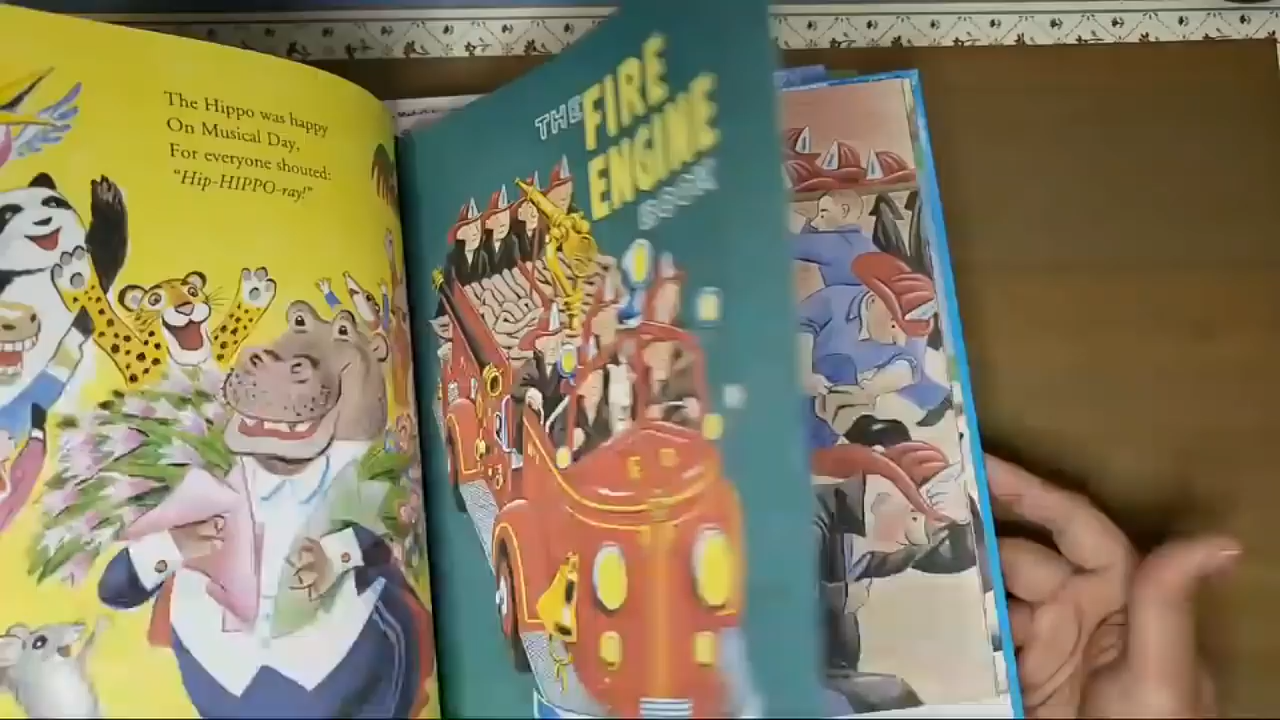 The Hippo was happy
On Musical Day,
For everyone shouted:
"Hip-HIPPO-ray!"
THE FIRE
ENGINE
BOOK